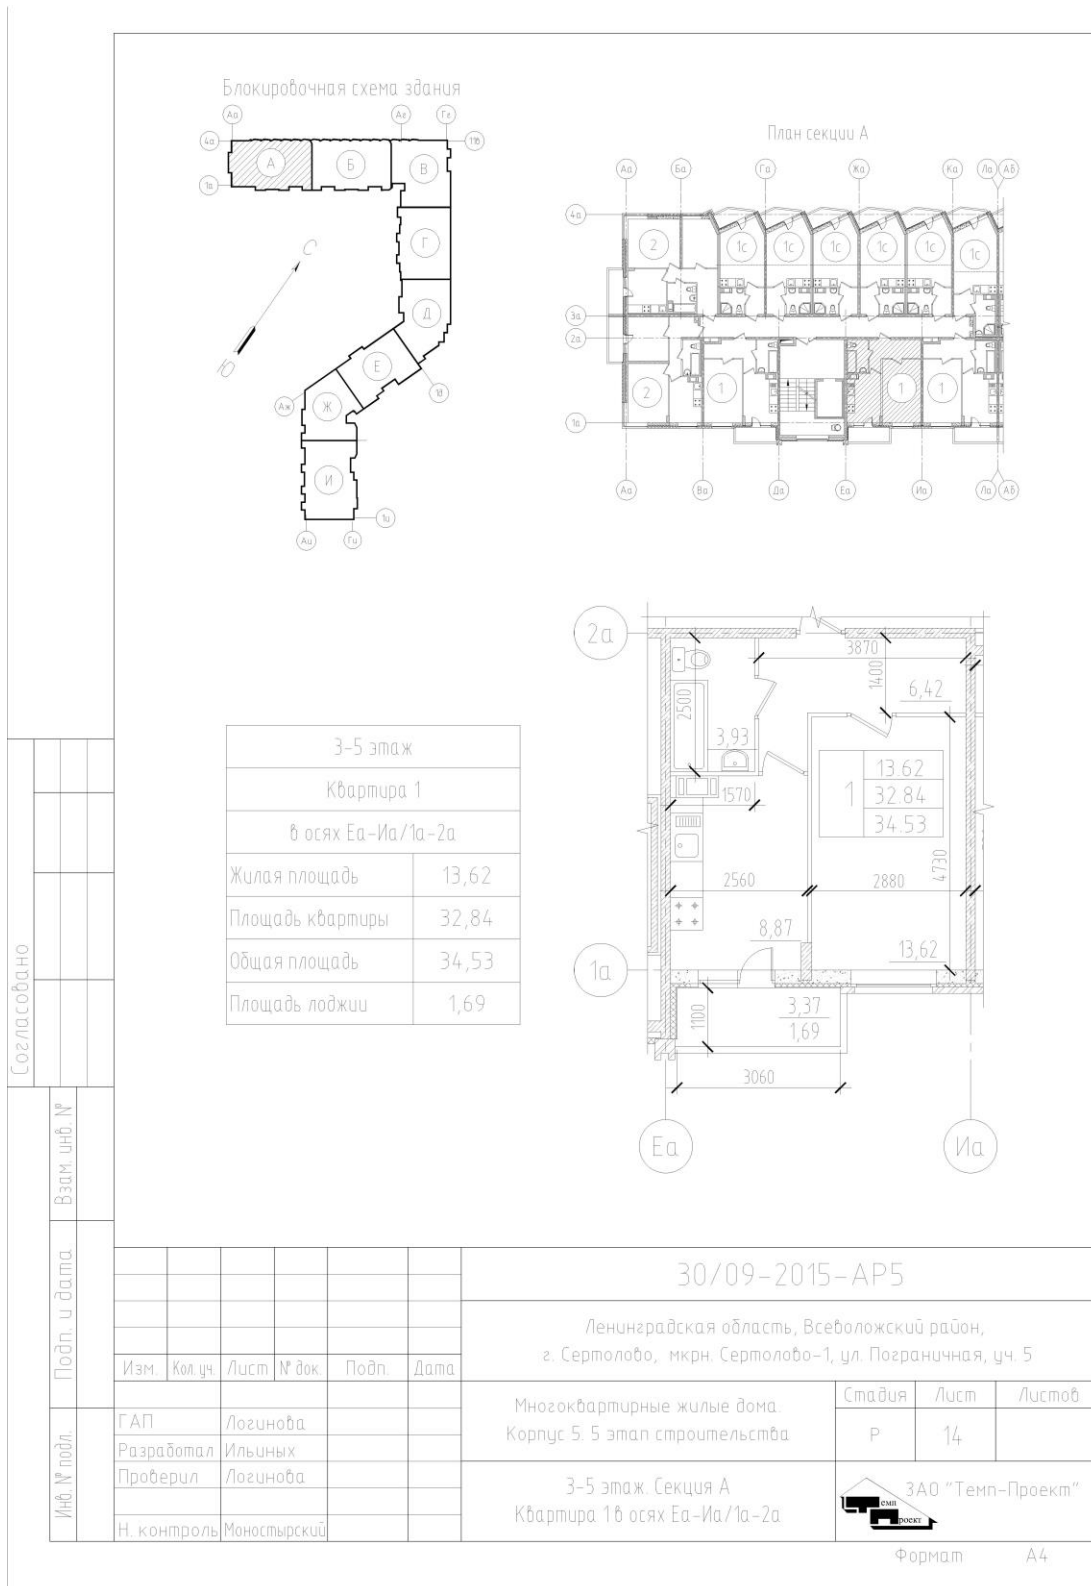 Блокировочная схема здания
Аа
Аг
Ге
4а
11в
А
Б
В
1а
Г
С
Д
Ю
Е
1д
Аж
Ж
И
1и
Аи
Ги
План секции А
Аа
Ба
Га
Жа
Ка
Ла
Аб
4а
2
1с
1с
1с
1с
1с
1с
3а
2а
2
1
1
1
1а
Аа
Ва
Да
Еа
Иа
Ла
Аб
2а
3870
1400
6,42
2500
3,93
1570
1
13.62
32.84
34.53
4730
2560
2880
8,87
13,62
1а
1100
3,37
1,69
3060
Еа
Иа
3-5 этаж
Квартира 1
в осях Еа-Иа/1а-2а
Жилая площадь 13,62
Площадь квартиры 32,84
Общая площадь 34,53
Площадь лоджии 1,69
Согласовано
Взам. инв. №
Подп. и дата
Инв. № подл.
30/09-2015-АР5
Ленинградская область, Всеволожский район,
г. Сертолово, мкрн. Сертолово-1, ул. Пограничная, уч. 5
Изм. Кол.уч. Лист № док. Подп. Дата
Многоквартирные жилые дома.
Корпус 5. 5 этап строительства
Стадия Лист Листов
Р 14
ГАП Логинова
Разработал Ильиных
Проверил Логинова
Н. контроль Моностырский
3-5 этаж. Секция А
Квартира 1 в осях Еа-Иа/1а-2а
Темп
Проект
ЗАО "Темп-Проект"
Формат А4